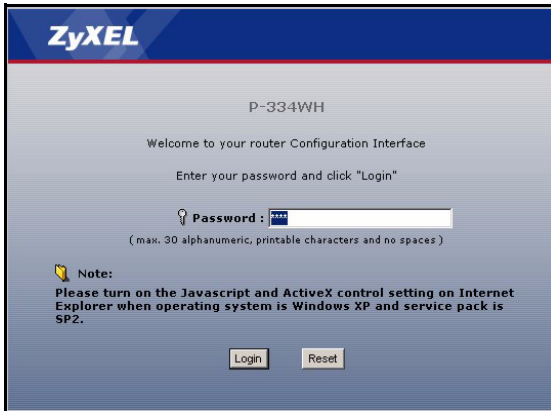 ZyXEL
P-334WH
Welcome to your router Configuration Interface
Enter your password and click "Login"
Password : ****
( max. 30 alphanumeric, printable characters and no spaces )
Note:
Please turn on the Javascript and ActiveX control setting on Internet
Explorer when operating system is Windows XP and service pack is
SP2.
Login Reset